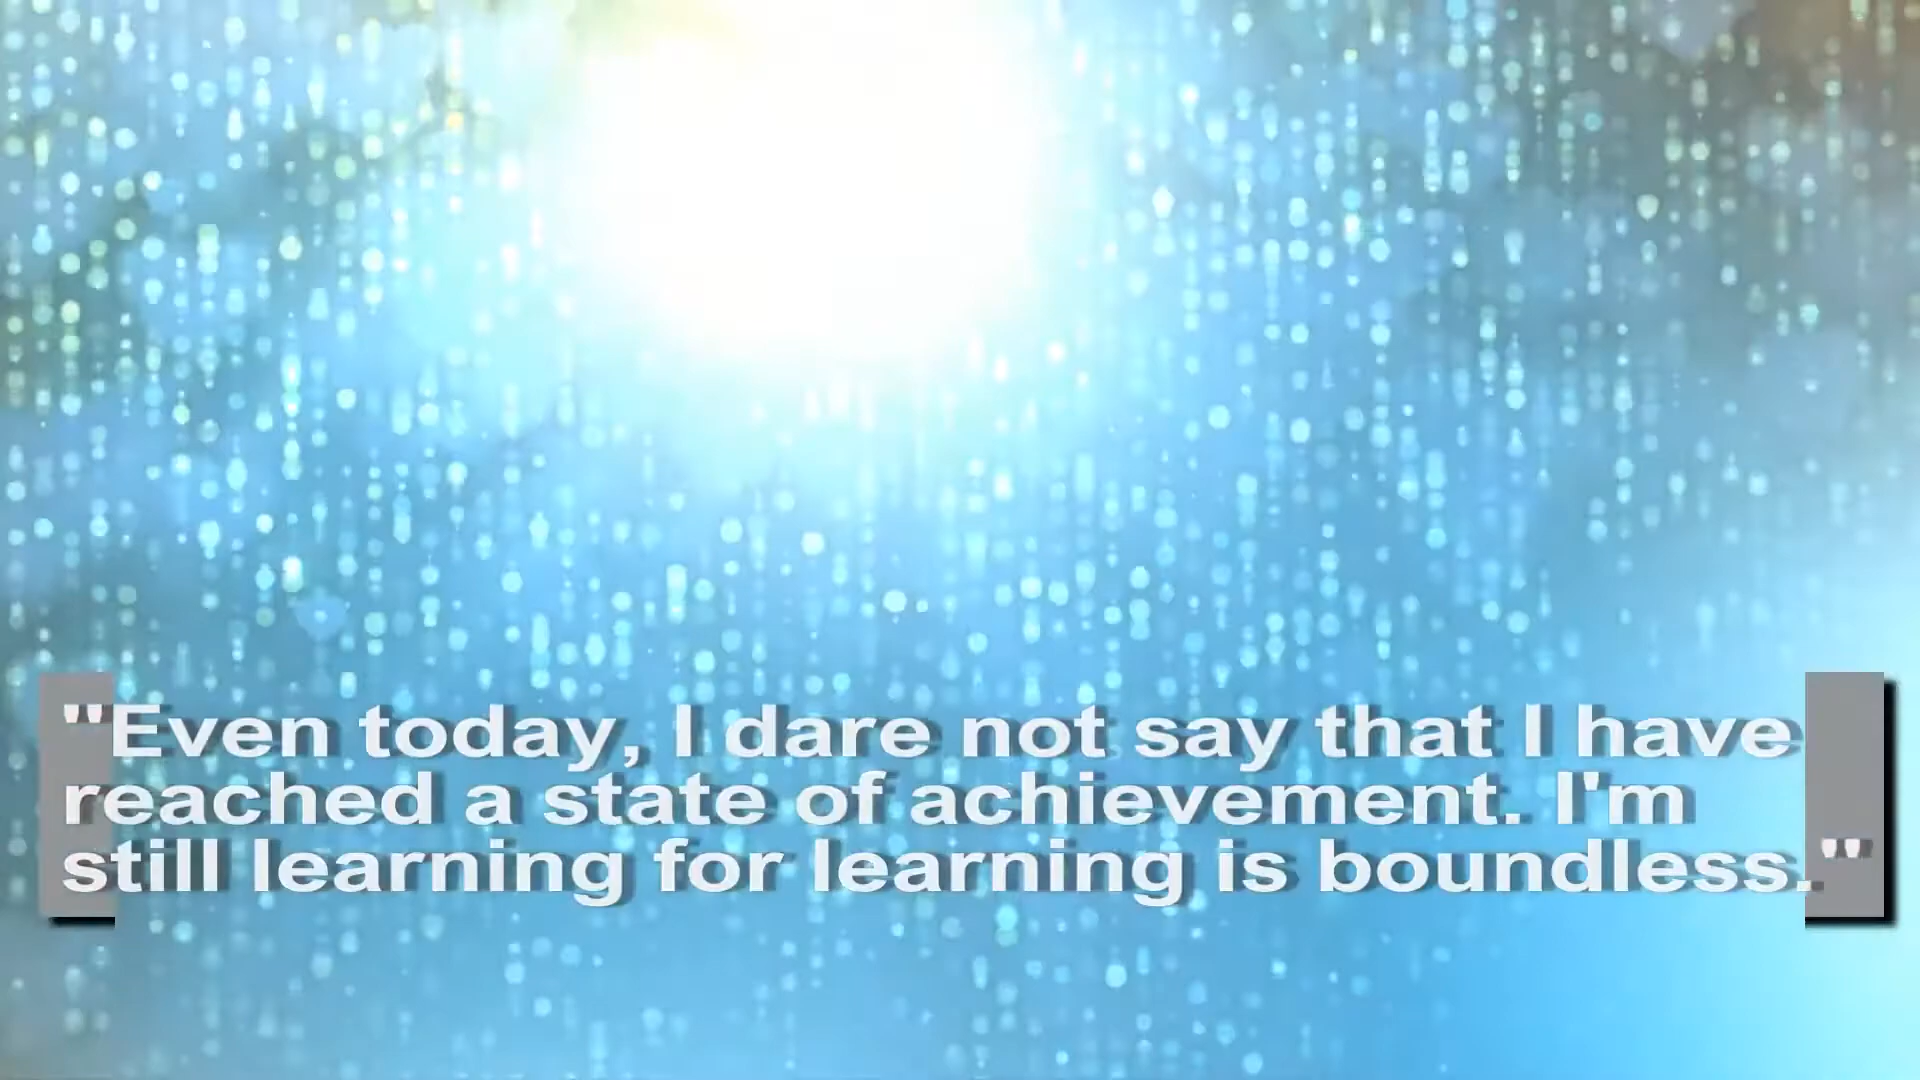 "Even today, I dare not say that I have
reached a state of achievement. I'm
still learning for learning is boundless."